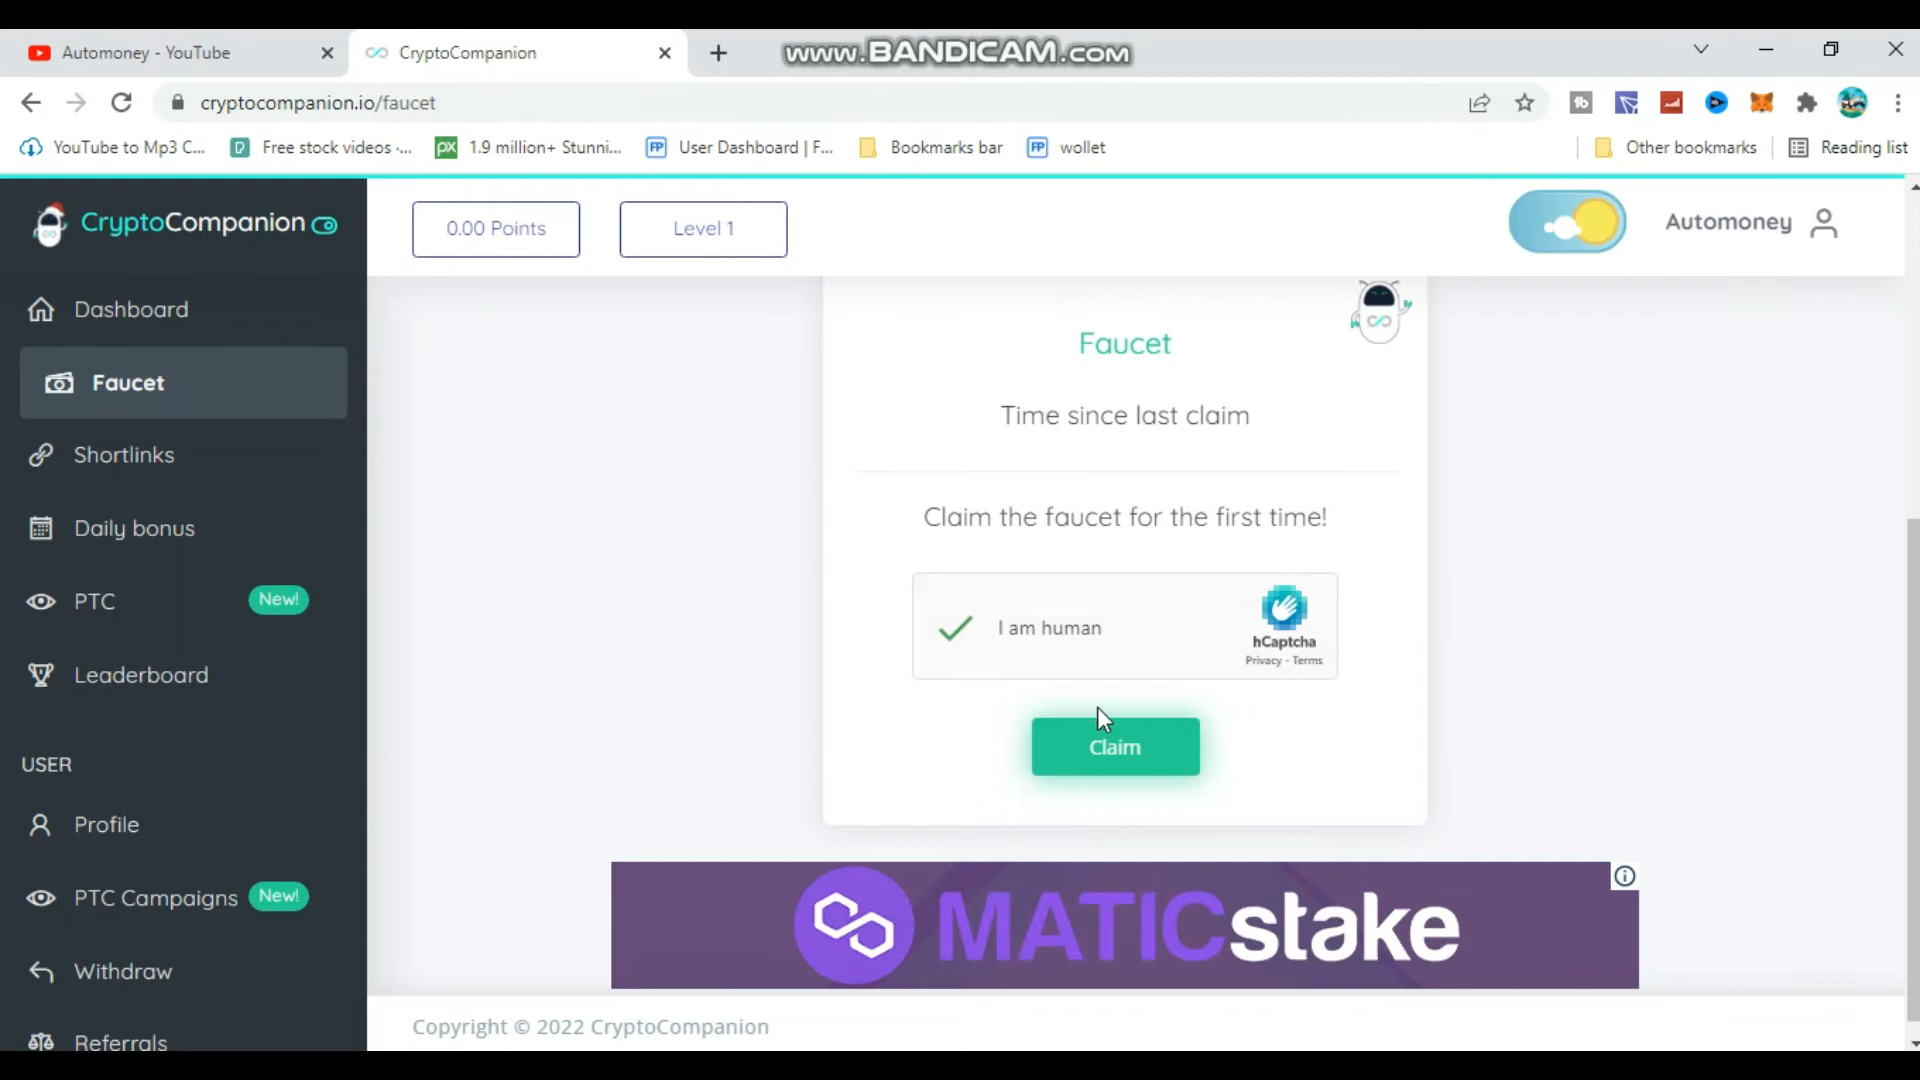 Automoney - YouTube
CryptoCompanion
www.BANDICAM.com
cryptocompanion.io/faucet
YouTube to Mp3 C...
Free stock videos ·...
1.9 million+ Stunni...
User Dashboard | F...
Bookmarks bar
wollet
Other bookmarks
Reading list
CryptoCompanion
0.00 Points
Level 1
Automoney
Dashboard
Faucet
Shortlinks
Daily bonus
PTC
New!
Leaderboard
USER
Profile
PTC Campaigns
New!
Withdraw
Referrals
Faucet
Time since last claim
Claim the faucet for the first time!
I am human
hCaptcha
Privacy - Terms
Claim
MATICstake
Copyright © 2022 CryptoCompanion